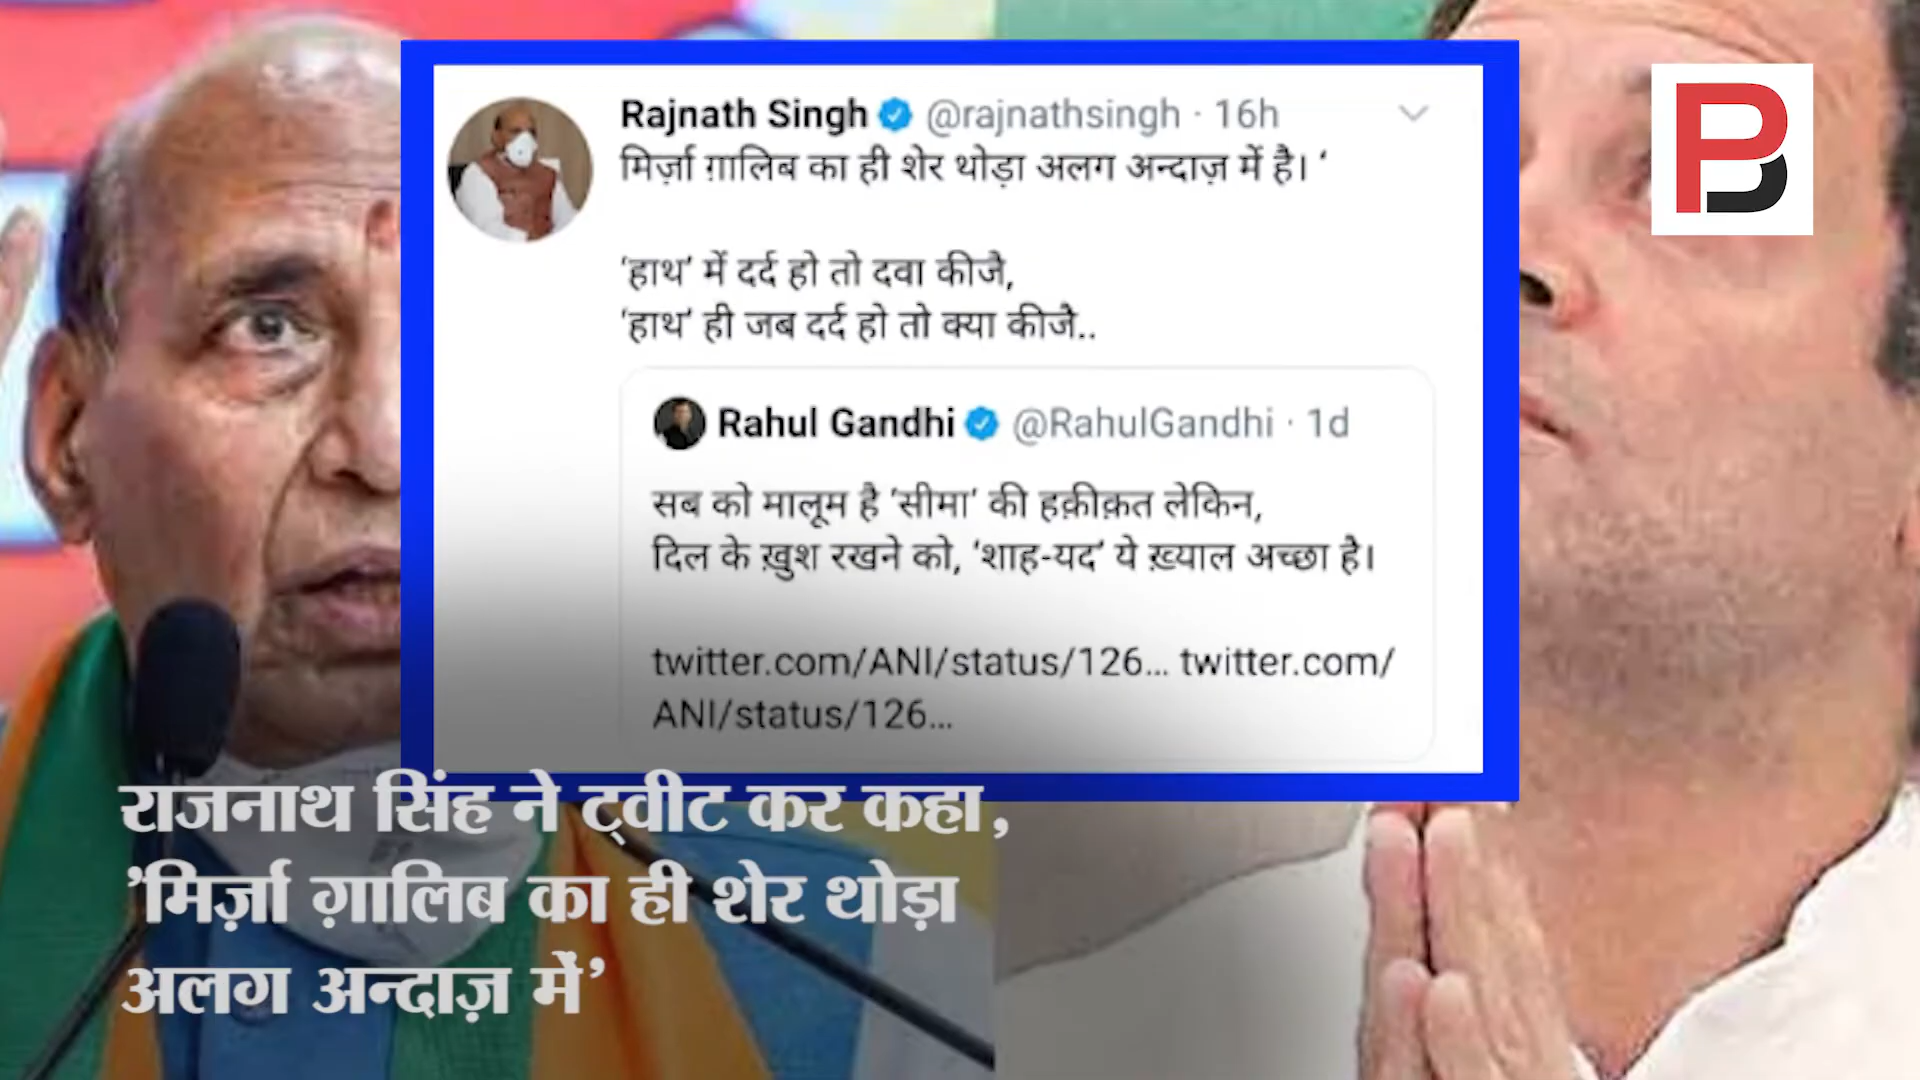 Rajnath Singh @rajnathsingh · 16h
मिर्ज़ा ग़ालिब का ही शेर थोड़ा अलग अन्दाज़ में है। ‘
‘हाथ’ में दर्द हो तो दवा कीजै,
‘हाथ’ ही जब दर्द हो तो क्या कीजै..
Rahul Gandhi @RahulGandhi · 1d
सब को मालूम है ‘सीमा’ की हक़ीक़त लेकिन,
दिल के ख़ुश रखने को, ‘शाह-यद’ ये ख़्याल अच्छा है।
twitter.com/ANI/status/126... twitter.com/
ANI/status/126...
PB
राजनाथ सिंह ने ट्वीट कर कहा,
’मिर्ज़ा ग़ालिब का ही शेर थोड़ा
अलग अन्दाज़ में’